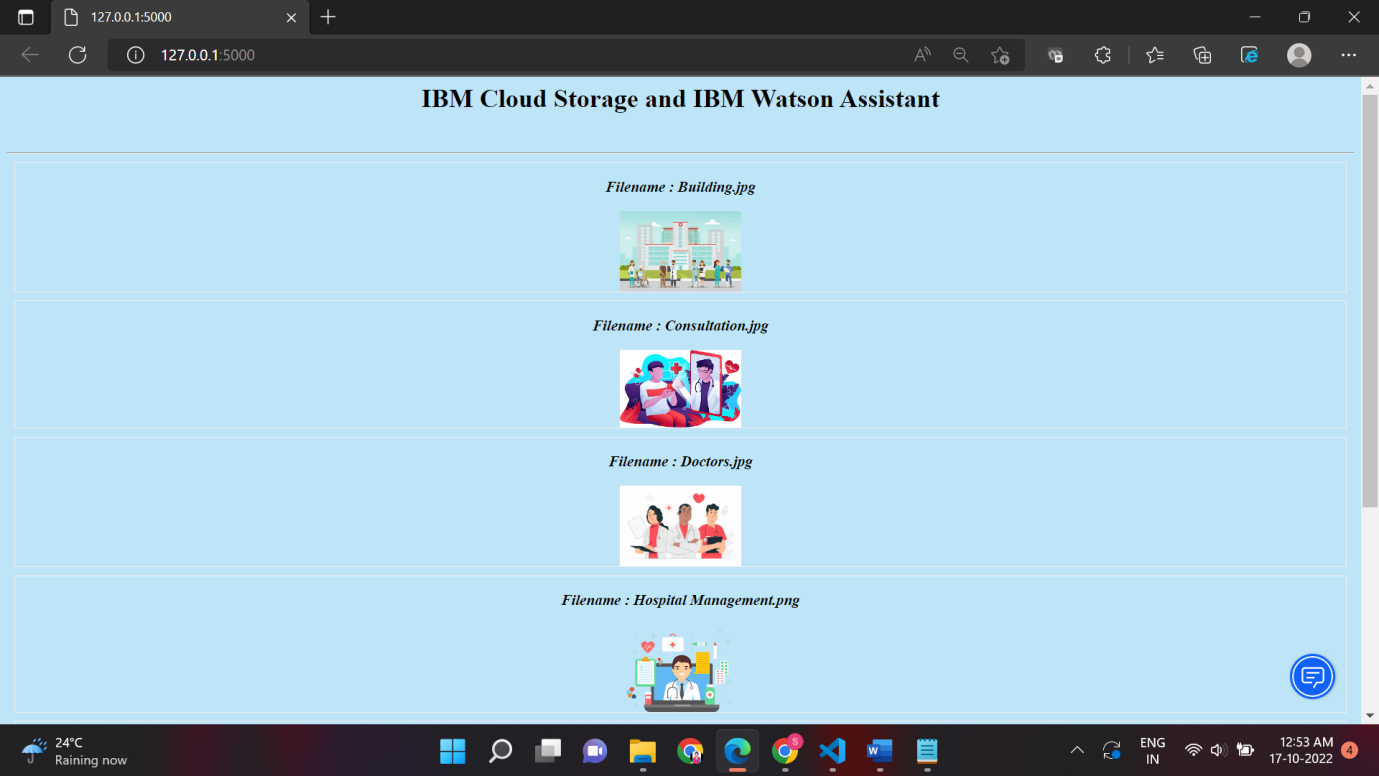 127.0.0.1:5000
127.0.0.1:5000
IBM Cloud Storage and IBM Watson Assistant
Filename : Building.jpg
Filename : Consultation.jpg
Filename : Doctors.jpg
Filename : Hospital Management.png
24°C
Raining now
S
W
ENG
IN
12:53 AM
17-10-2022
4